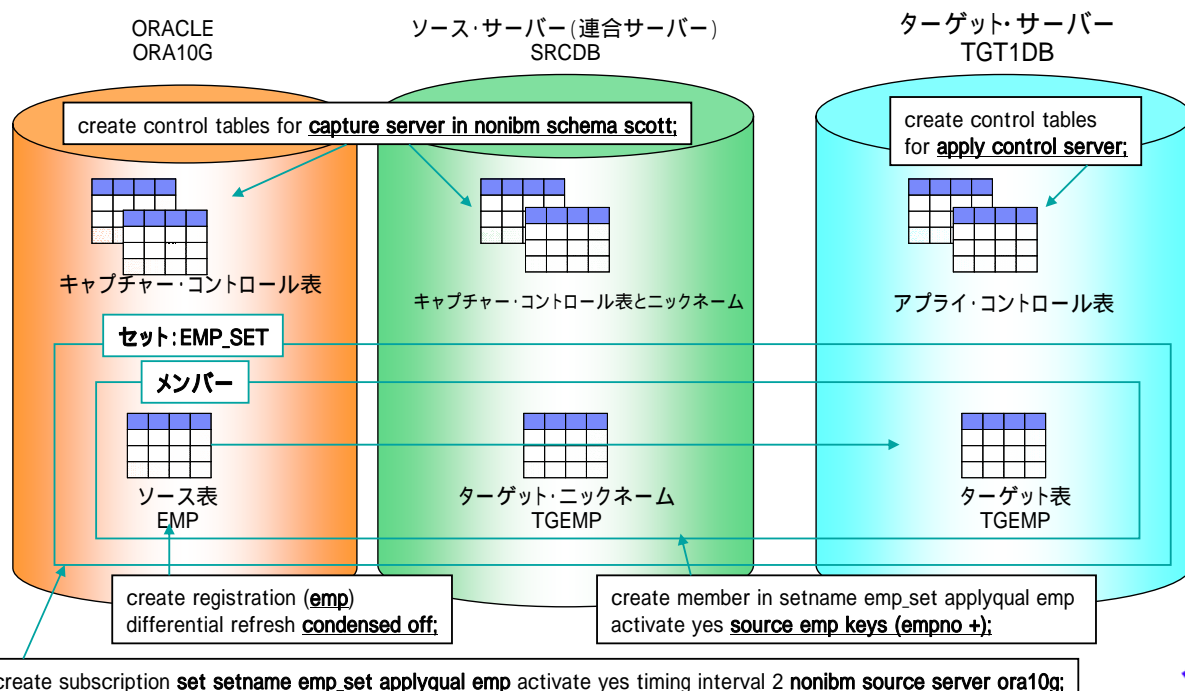 ORACLE
ORA10G
ソース・サーバー(連合サーバー)
SRCDB
ターゲット・サーバー
TGT1DB
create control tables for capture server in nonibm schema scott;
create control tables
for apply control server;
キャプチャー・コントロール表
キャプチャー・コントロール表とニックネーム
アプライ・コントロール表
セット:EMP_SET
メンバー
ソース表
EMP
ターゲット・ニックネーム
TGEMP
ターゲット表
TGEMP
create registration (emp)
differential refresh condensed off;
create member in setname emp_set applyqual emp
activate yes source emp keys (empno +);
create subscription set setname emp_set applyqual emp activate yes timing interval 2 nonibm source server ora10g;